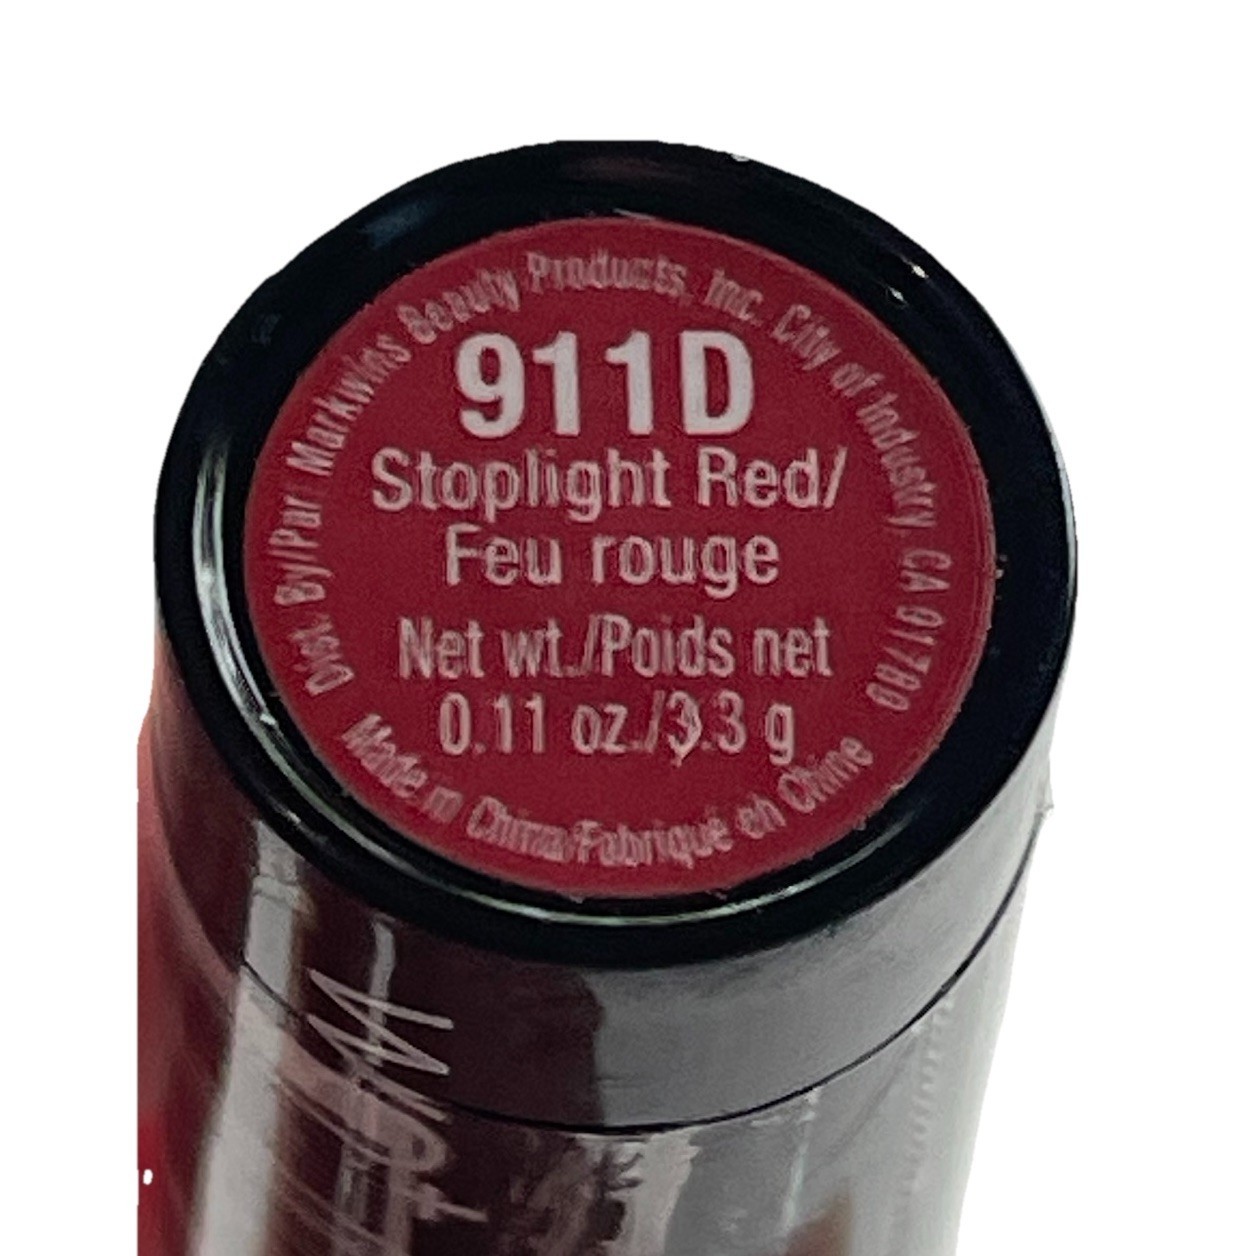 Dist. By/Par Markwins Beauty Products, Inc. City of Industry, CA 91789
911D
Stoplight Red/
Feu rouge
Net wt./Poids net
0.11 oz./3.3 g
Made in China/Fabriqué en Chine